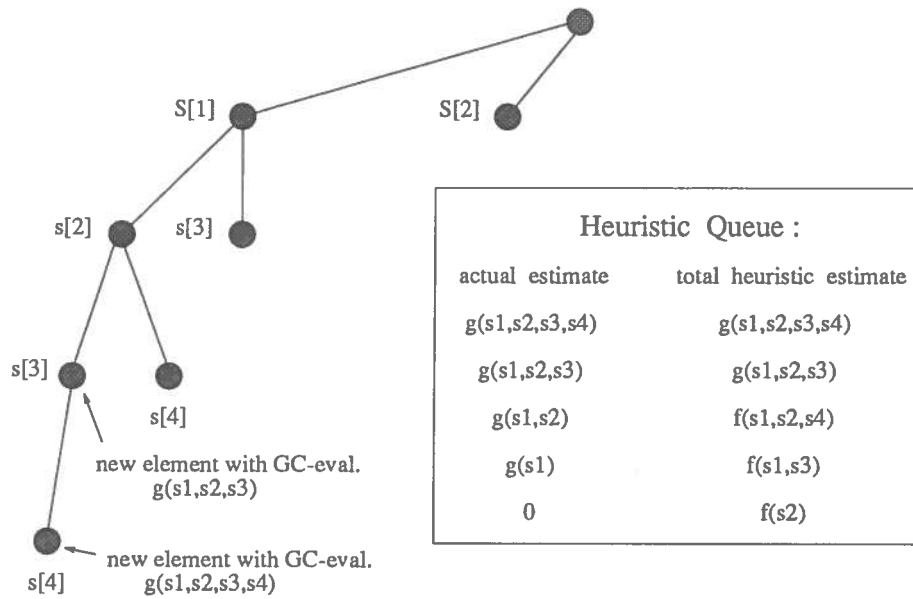 S[1]
S[2]
s[2]
s[3]
s[3]
s[4]
new element with GC-eval.
g(s1,s2,s3)
s[4]
new element with GC-eval.
g(s1,s2,s3,s4)
Heuristic Queue :
actual estimate total heuristic estimate
g(s1,s2,s3,s4) g(s1,s2,s3,s4)
g(s1,s2,s3) g(s1,s2,s3)
g(s1,s2) f(s1,s2,s4)
g(s1) f(s1,s3)
0 f(s2)